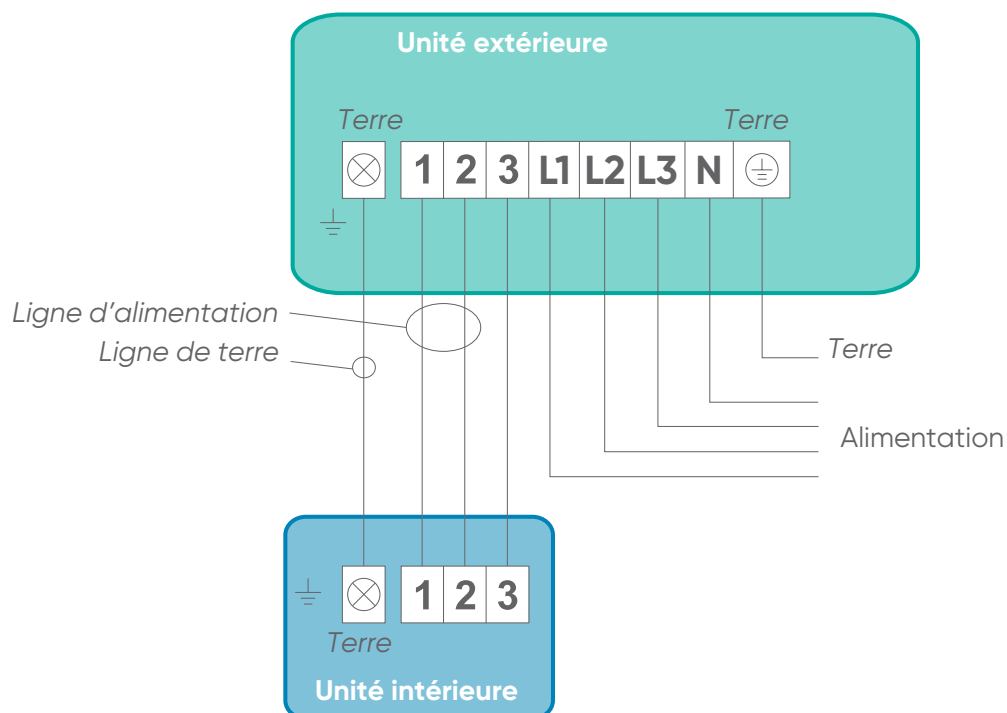 Unité extérieure
Terre
Terre
1 2 3 L1 L2 L3 N
Ligne d’alimentation
Ligne de terre
Terre
Alimentation
1 2 3
Terre
Unité intérieure